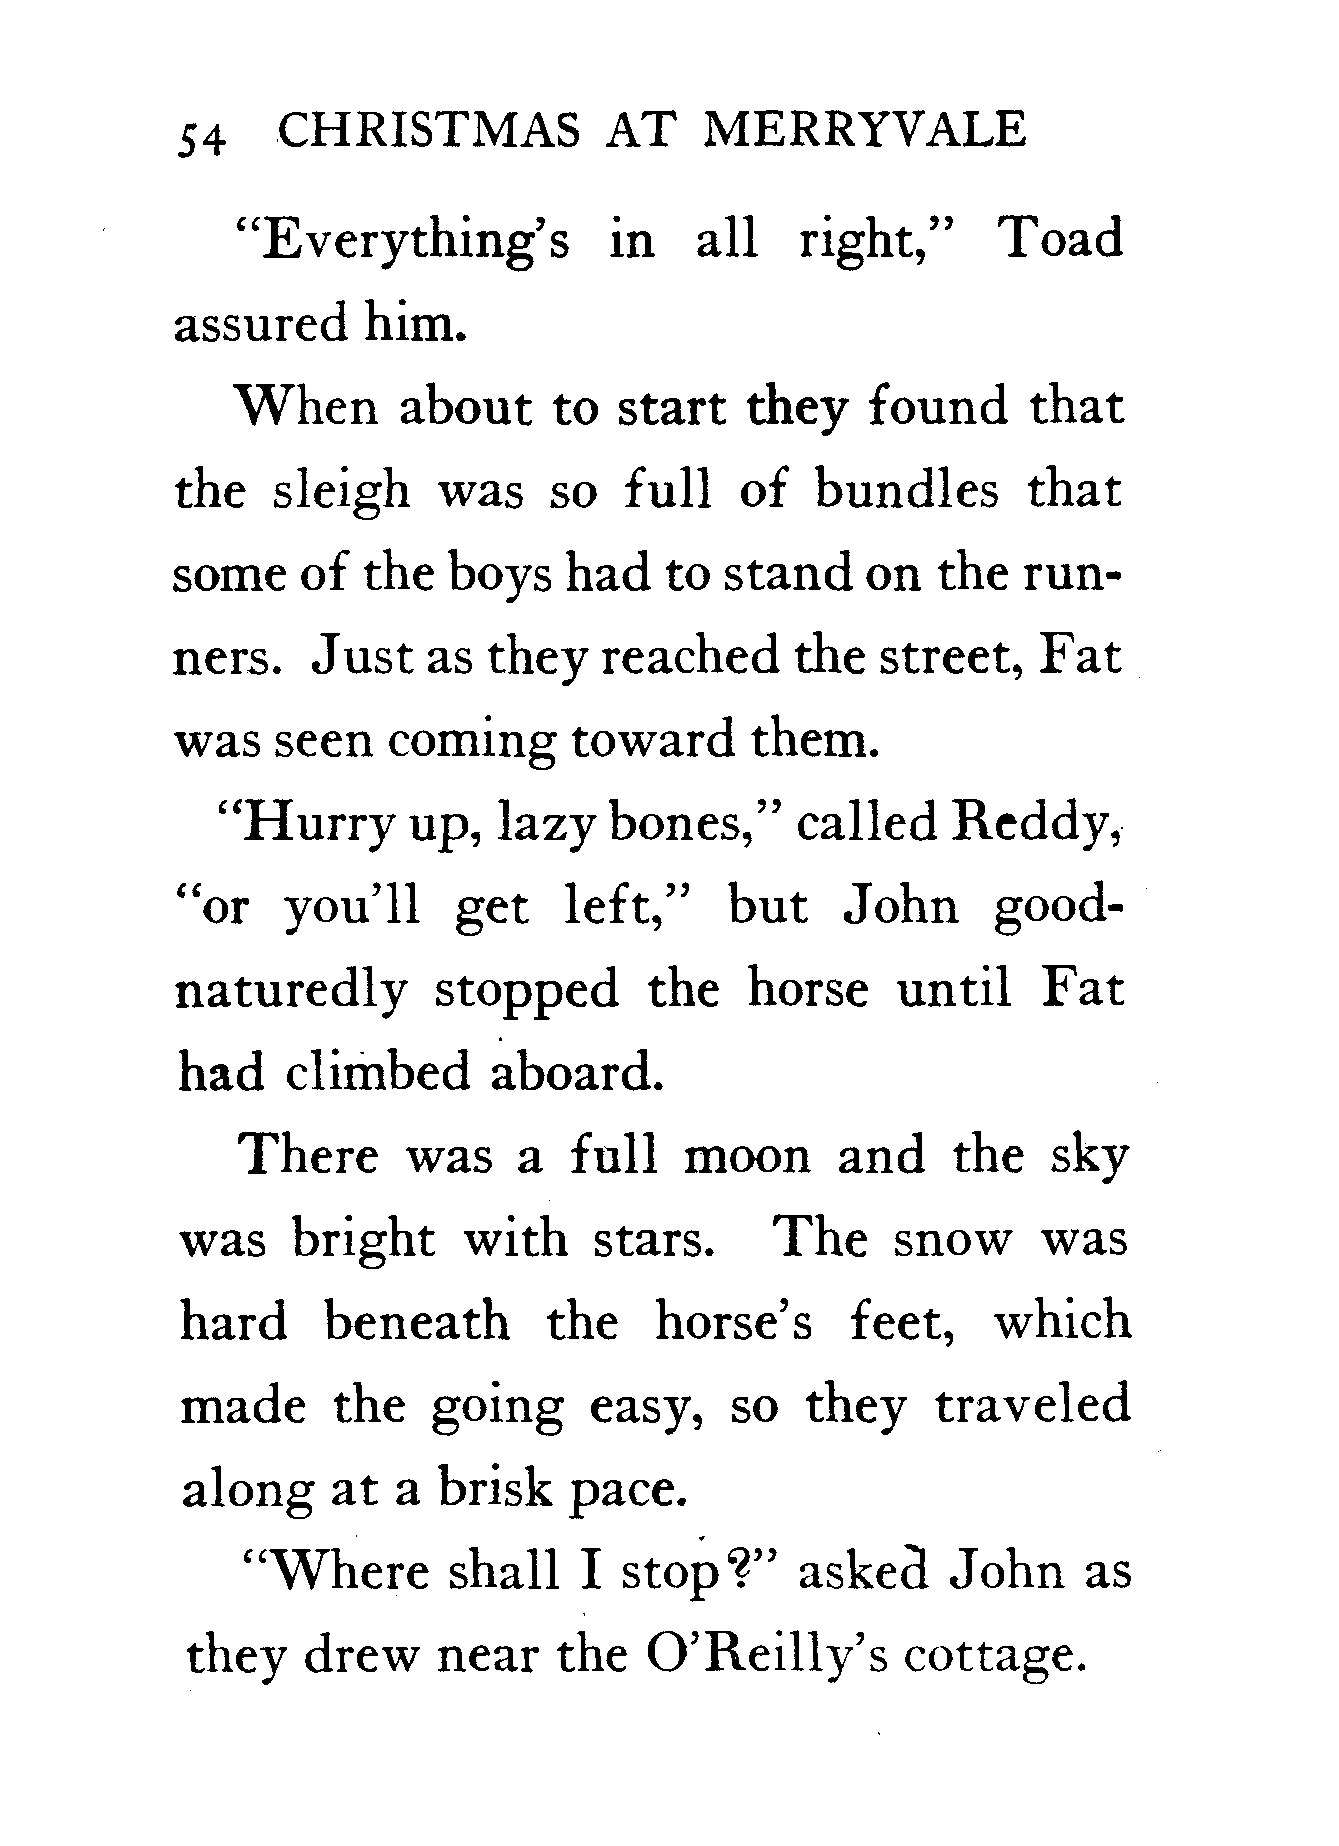 54 CHRISTMAS AT MERRYVALE
“Everything’s in all right,” Toad
assured him.
When about to start they found that
the sleigh was so full of bundles that
some of the boys had to stand on the run-
ners. Just as they reached the street, Fat
was seen coming toward them.
“Hurry up, lazy bones,” called Reddy,
“or you’ll get left,” but John good-
naturedly stopped the horse until Fat
had climbed aboard.
There was a full moon and the sky
was bright with stars. The snow was
hard beneath the horse’s feet, which
made the going easy, so they traveled
along at a brisk pace.
“Where shall I stop?” asked John as
they drew near the O’Reilly’s cottage.